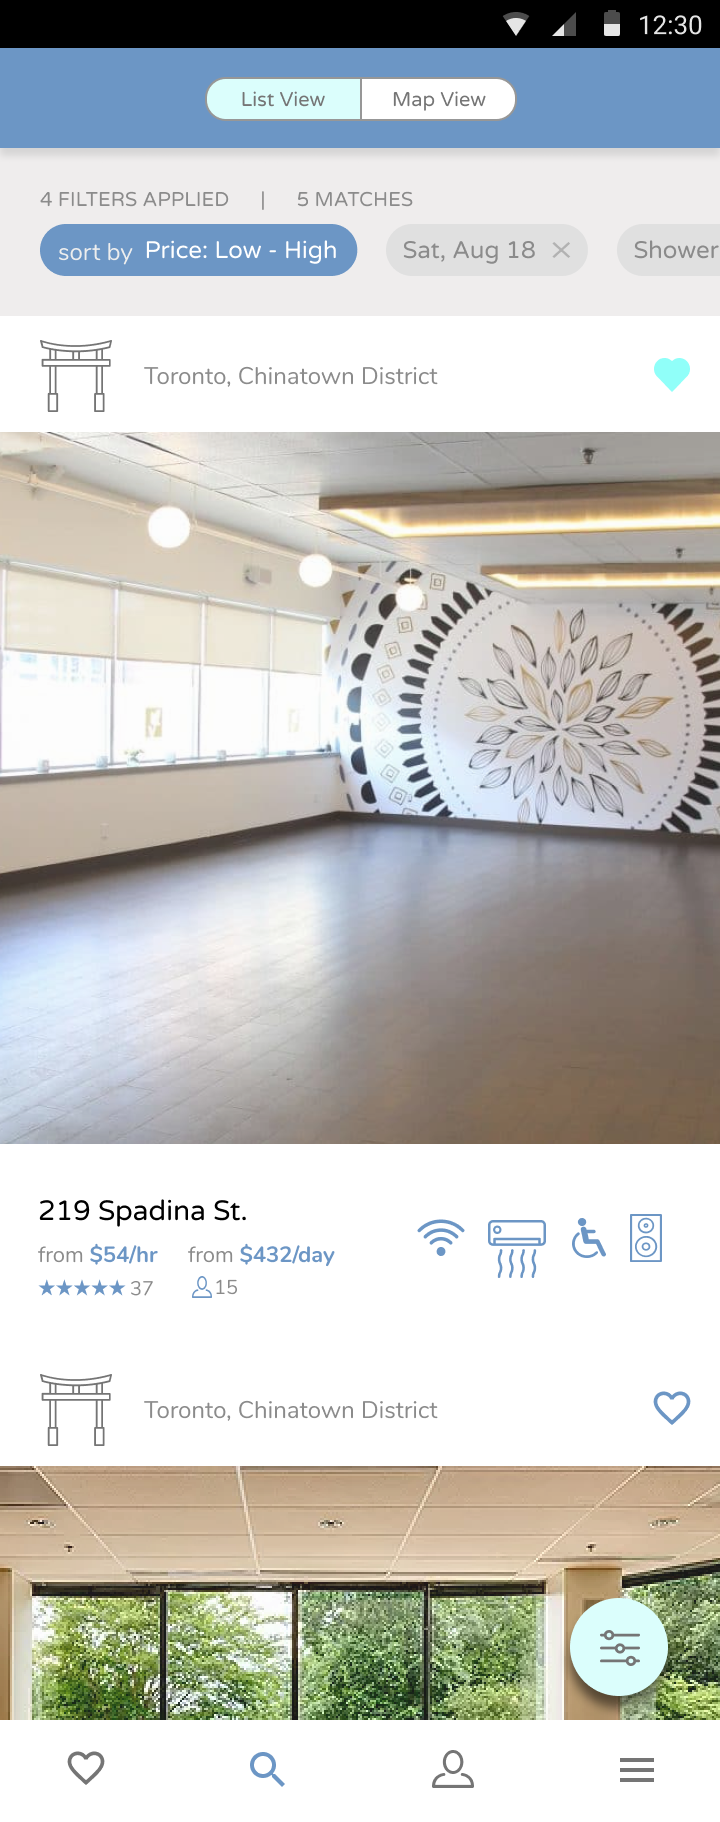 12:30
List View
Map View
4 FILTERS APPLIED | 5 MATCHES
sort by Price: Low - High
Sat, Aug 18
Shower
Toronto, Chinatown District
219 Spadina St.
from $54/hr from $432/day
★★★★★ 37 15
Toronto, Chinatown District